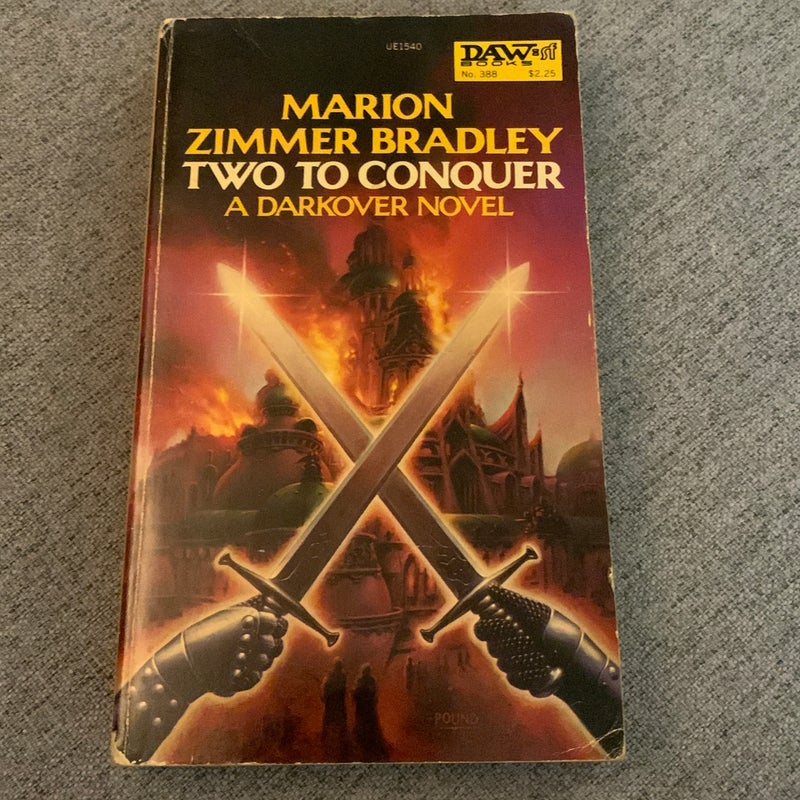 UE1540
DAW sf
BOOKS
No. 388 $2.25
MARION
ZIMMER BRADLEY
TWO TO CONQUER
A DARKOVER NOVEL
POUND